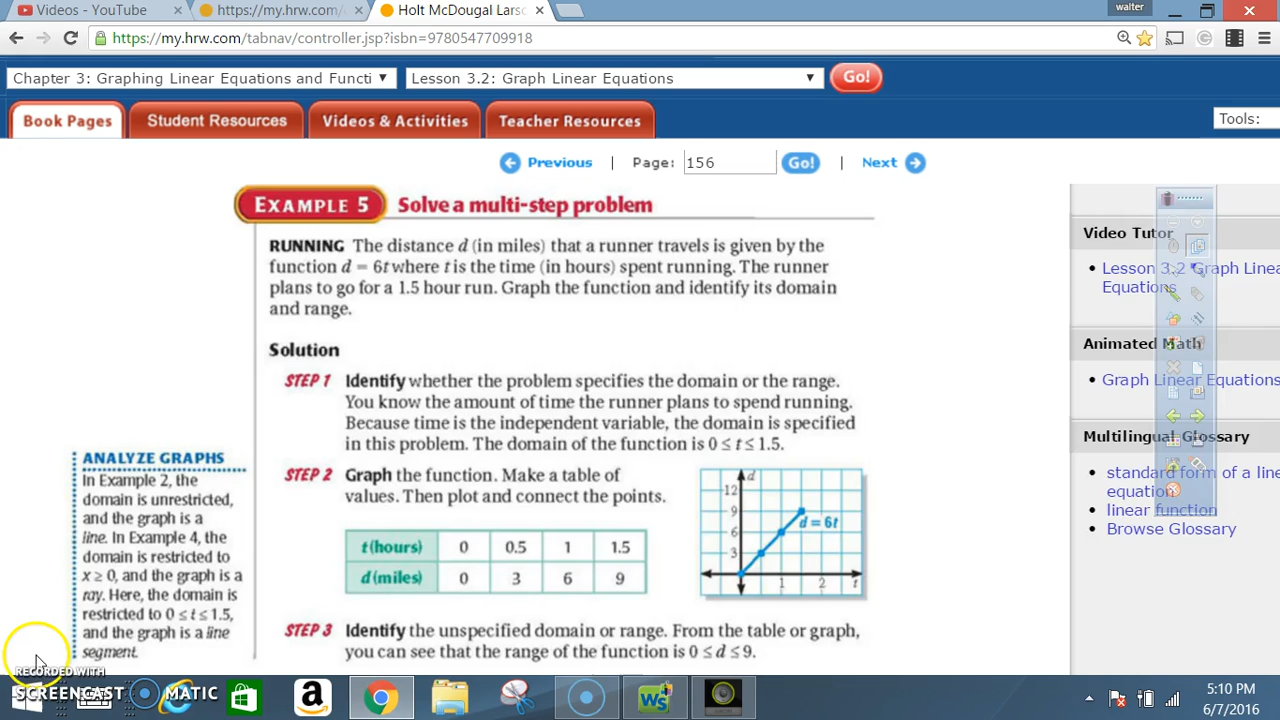 Videos - YouTube
https://my.hrw.com/
Holt McDougal Lars
walter
https://my.hrw.com/tabnav/controller.jsp?isbn=9780547709918
Chapter 3: Graphing Linear Equations and Functi
Lesson 3.2: Graph Linear Equations
Go!
Book Pages
Student Resources
Videos & Activities
Teacher Resources
Tools:
Previous | Page: 156 Go! | Next
EXAMPLE 5 Solve a multi-step problem
RUNNING The distance d (in miles) that a runner travels is given by the
function d = 6t where t is the time (in hours) spent running. The runner
plans to go for a 1.5 hour run. Graph the function and identify its domain
and range.
Solution
STEP 1 Identify whether the problem specifies the domain or the range.
You know the amount of time the runner plans to spend running.
Because time is the independent variable, the domain is specified
in this problem. The domain of the function is 0 ≤ t ≤ 1.5.
STEP 2 Graph the function. Make a table of
values. Then plot and connect the points.
t (hours) 0 0.5 1 1.5
d (miles) 0 3 6 9
d
12
9
6
3
d = 6t
1 2 t
STEP 3 Identify the unspecified domain or range. From the table or graph,
you can see that the range of the function is 0 ≤ d ≤ 9.
ANALYZE GRAPHS
In Example 2, the
domain is unrestricted,
and the graph is a
line. In Example 4, the
domain is restricted to
x ≥ 0, and the graph is a
ray. Here, the domain is
restricted to 0 ≤ t ≤ 1.5,
and the graph is a line
segment.
Video Tutor
• Lesson 3.2 Graph Linea
Equations
Animated Math
• Graph Linear Equations
Multilingual Glossary
• standard form of a line
equation
• linear function
• Browse Glossary
RECORDED WITH
SCREENCAST MATIC
5:10 PM
6/7/2016